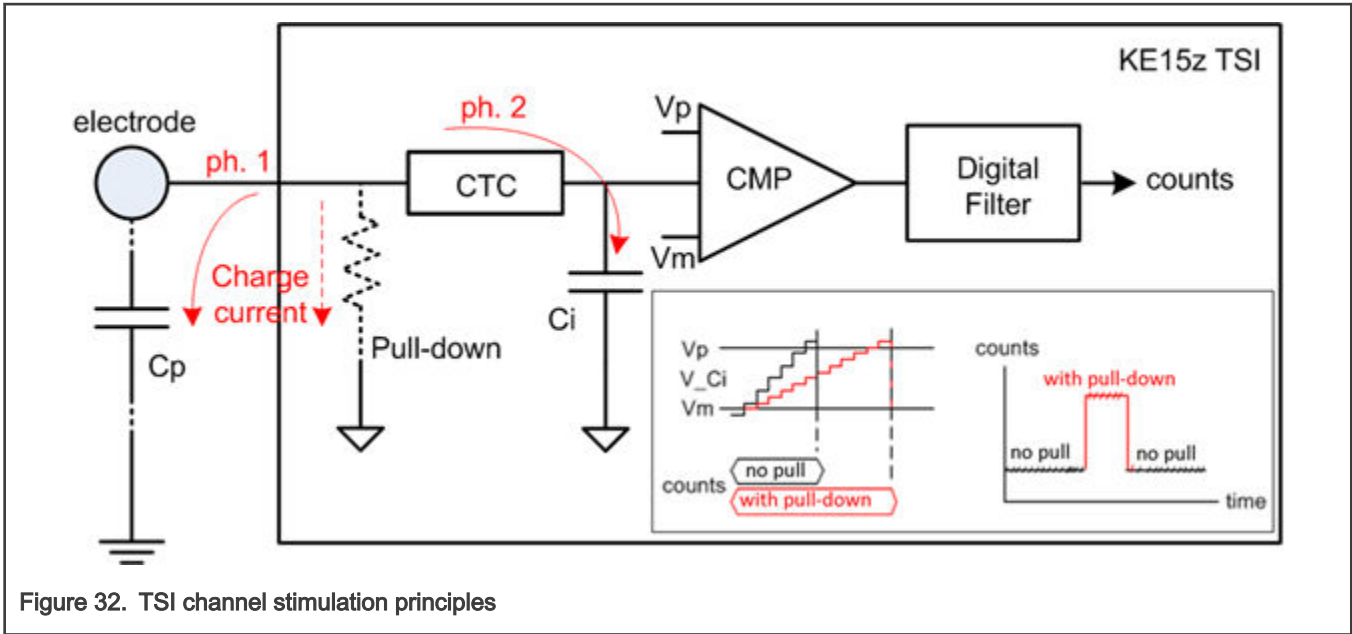 KE15z TSI
electrode
ph. 1
ph. 2
CTC
Vp
CMP
Vm
Digital
Filter
counts
Charge
current
Cp
Pull-down
Ci
Vp
V_Ci
Vm
no pull
counts
with pull-down
counts
with pull-down
no pull
no pull
time
Figure 32. TSI channel stimulation principles